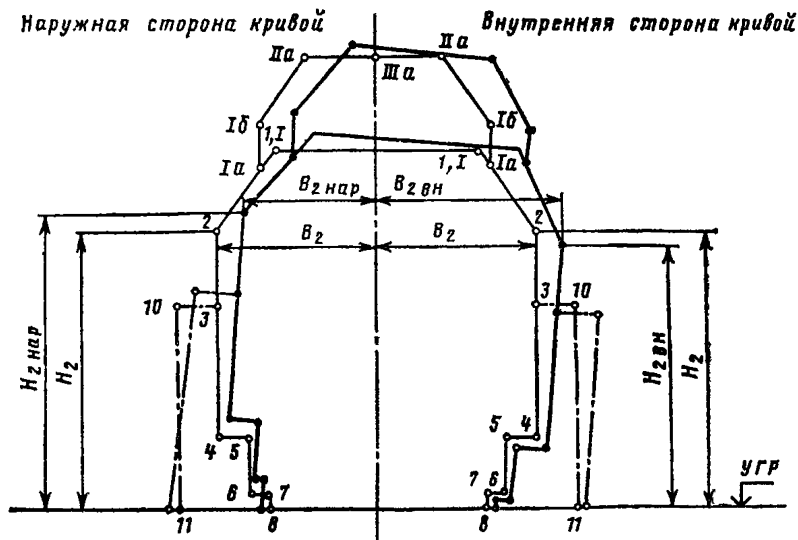 Наружная сторона кривой Внутренняя сторона кривой
IIа IIа
IIIа
Iб 1,I 1,I Iб
Iа Iа
B₂ нар B₂ вн
2 2
B₂ B₂
10 3 3 10
H₂ нар H₂ H₂ вн H₂
4 5 5 4
6 7 7 6
УГР
11 8 8 11